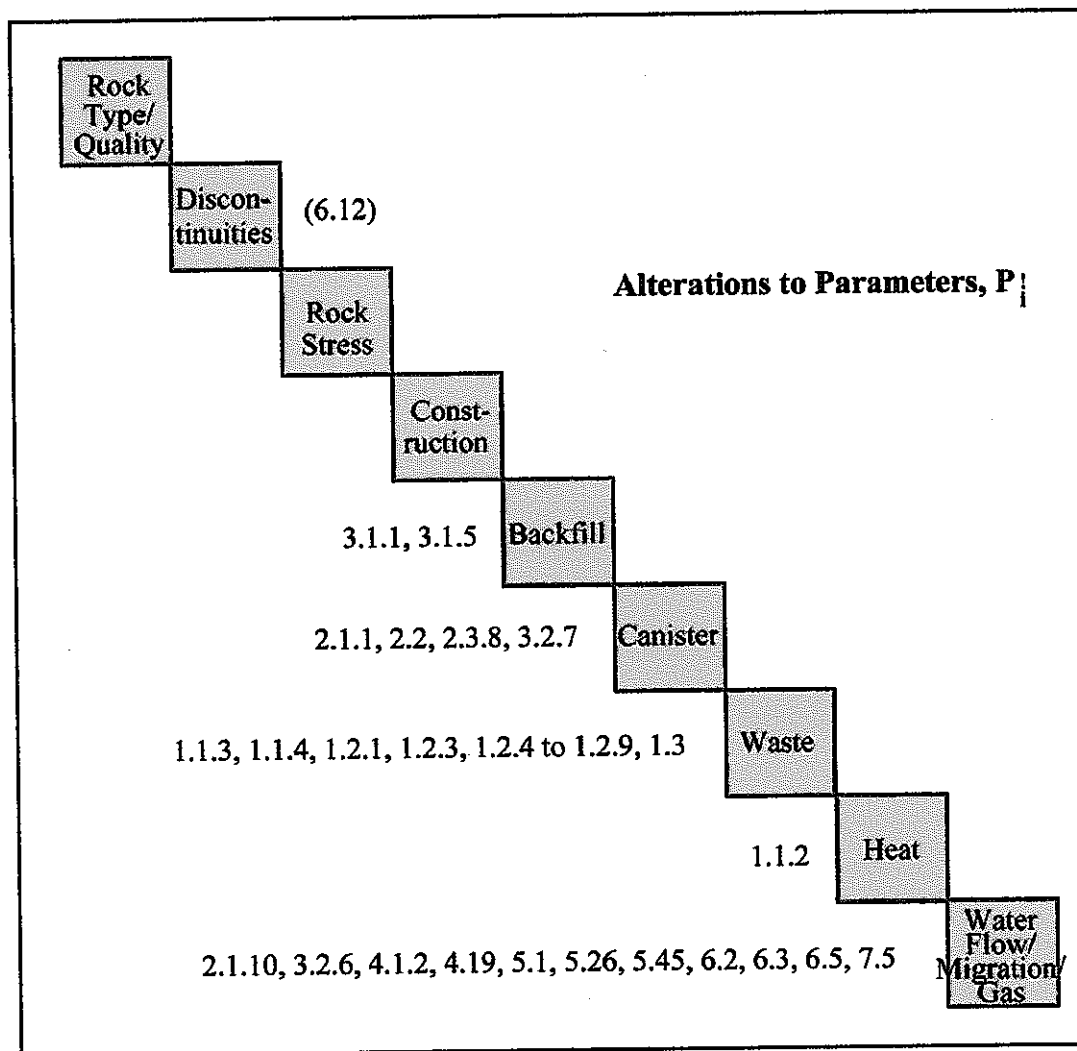 Rock
Type/
Quality
Discon-
tinuities
(6.12)
Alterations to Parameters, P i
Rock
Stress
Const-
ruction
3.1.1, 3.1.5
Backfill
2.1.1, 2.2, 2.3.8, 3.2.7
Canister
1.1.3, 1.1.4, 1.2.1, 1.2.3, 1.2.4 to 1.2.9, 1.3
Waste
1.1.2
Heat
2.1.10, 3.2.6, 4.1.2, 4.19, 5.1, 5.26, 5.45, 6.2, 6.3, 6.5, 7.5
Water
Flow/
Migration/
Gas